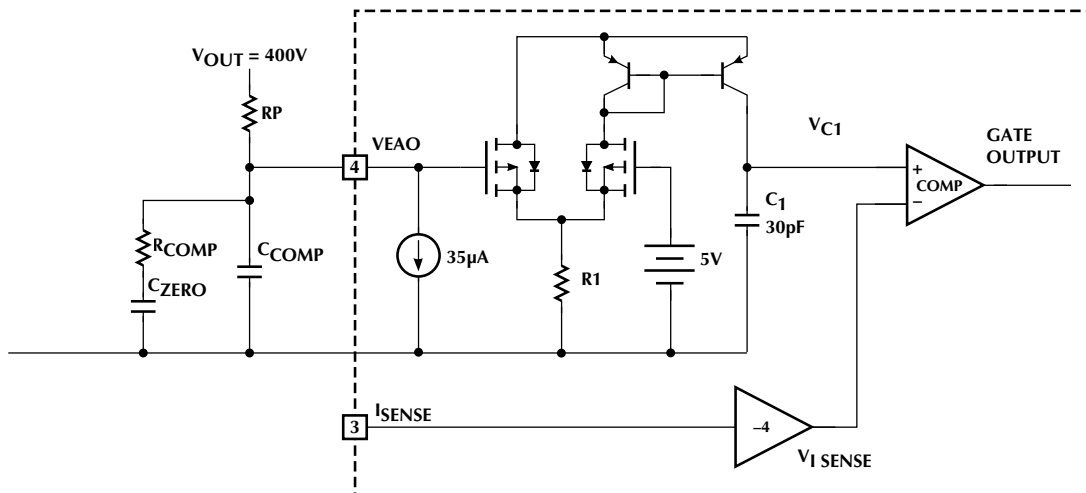 VOUT = 400V
RP
VEAO
4
VC1
GATE
OUTPUT
+
COMP
–
C1
30pF
RCOMP
CCOMP
CZERO
35µA
R1
5V
ISENSE
3
–4
VI SENSE